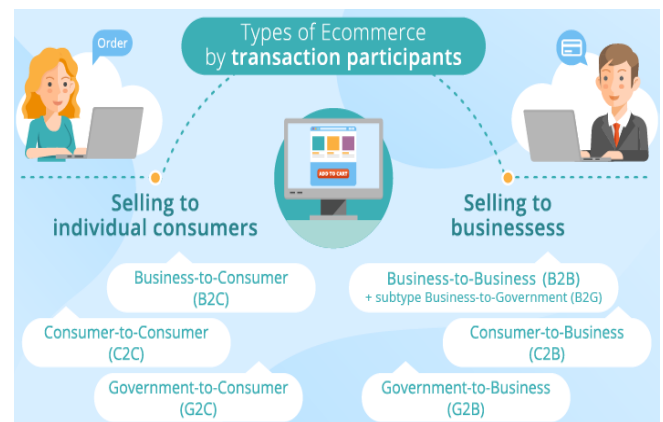 Types of Ecommerce
by transaction participants
Order
ADD TO CART
Selling to
individual consumers
Business-to-Consumer
(B2C)
Consumer-to-Consumer
(C2C)
Government-to-Consumer
(G2C)
Selling to
businessess
Business-to-Business (B2B)
+ subtype Business-to-Government (B2G)
Consumer-to-Business
(C2B)
Government-to-Business
(G2B)